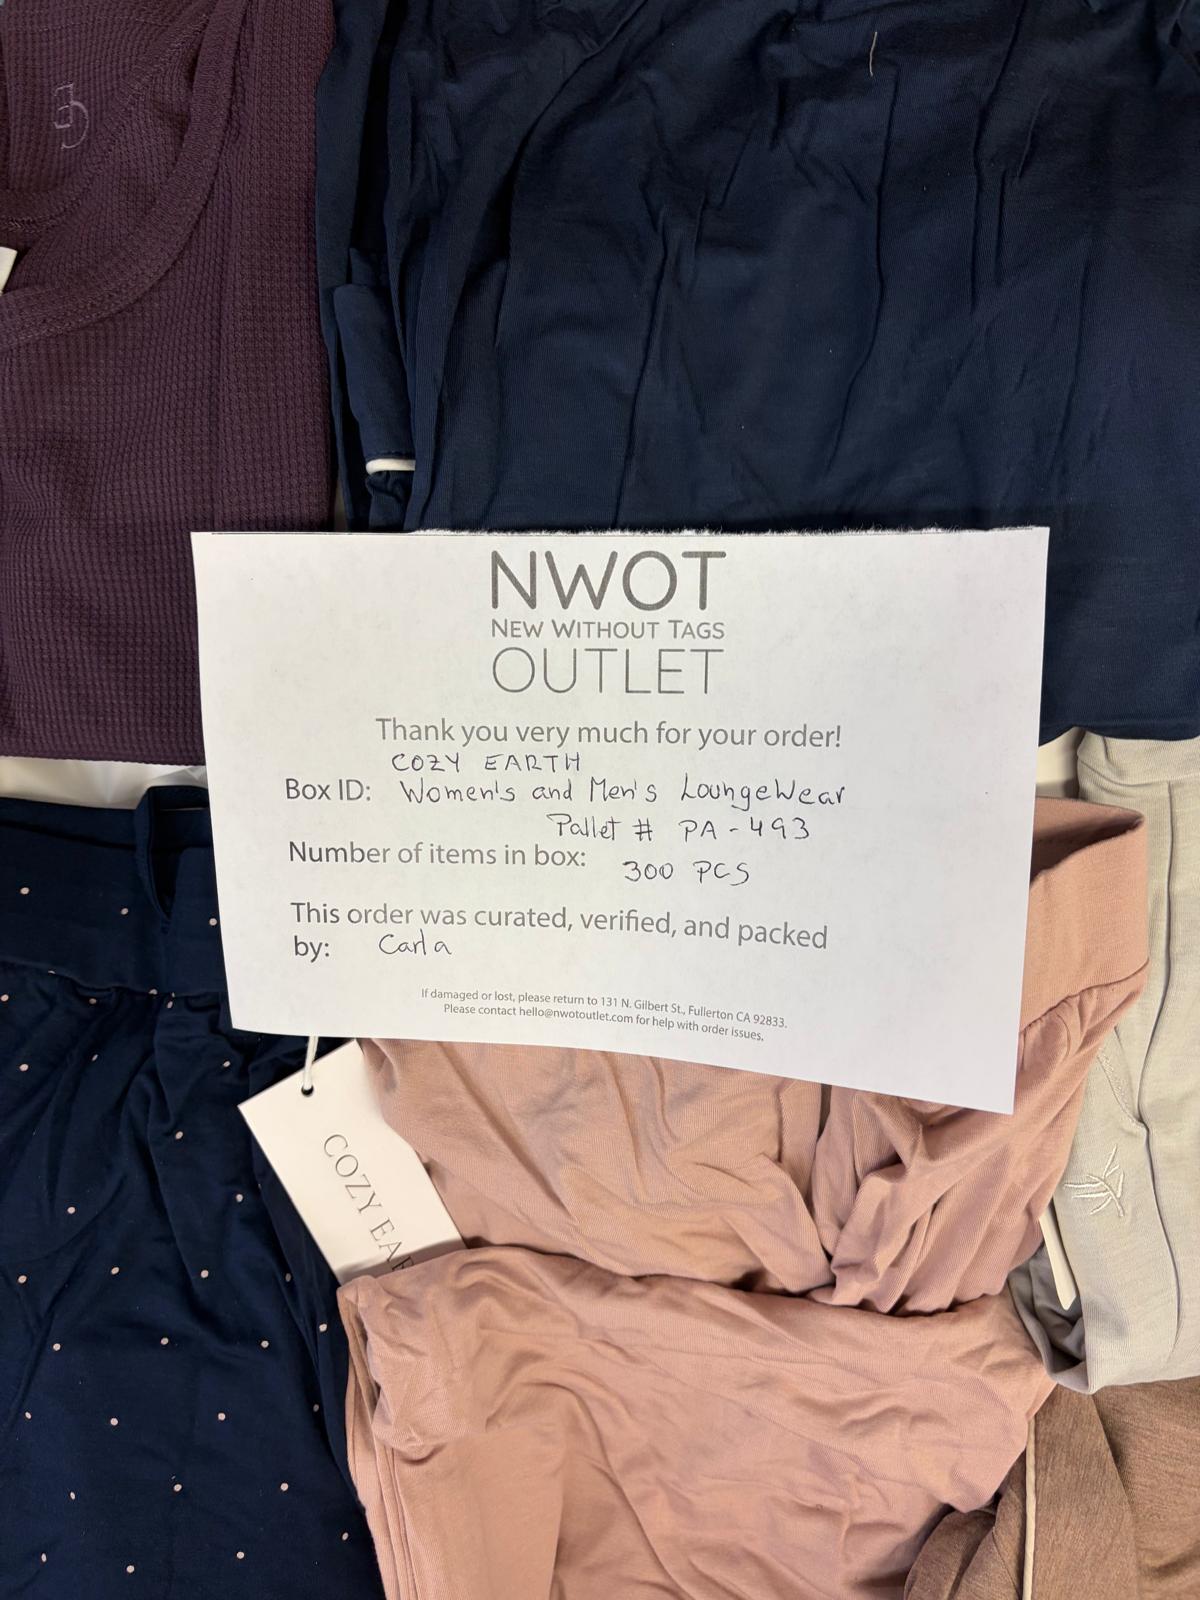 NWOT
NEW WITHOUT TAGS
OUTLET
Thank you very much for your order!
COZY EARTH
Box ID: Women's and Men's LoungeWear
Pallet # PA-493
Number of items in box: 300 PCS
This order was curated, verified, and packed
by: Carla
If damaged or lost, please return to 131 N. Gilbert St., Fullerton CA 92833.
Please contact hello@nwotoutlet.com for help with order issues.
COZY EAR